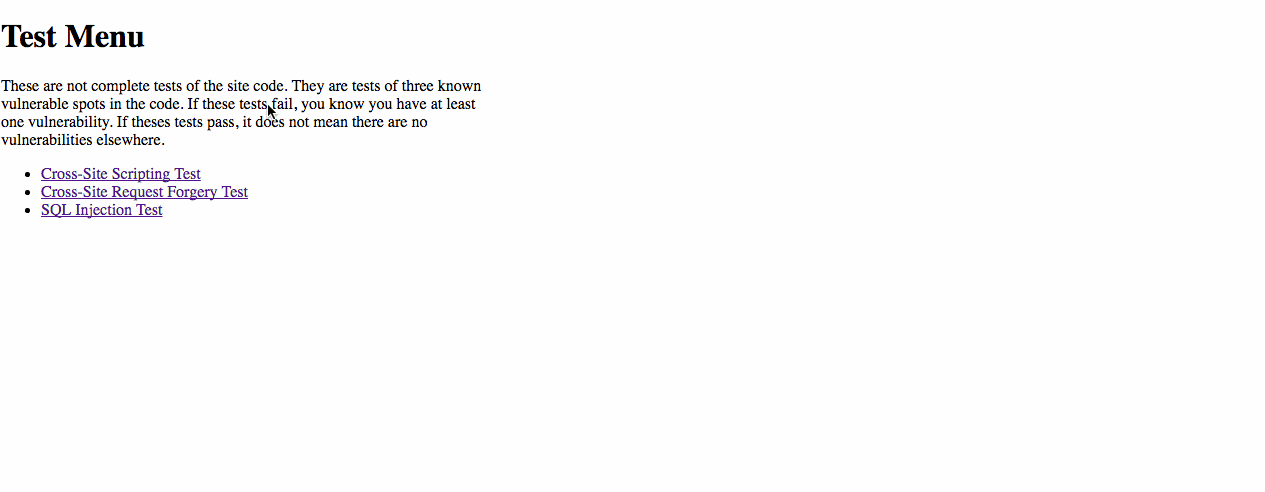 Test Menu
These are not complete tests of the site code. They are tests of three known
vulnerable spots in the code. If these tests fail, you know you have at least
one vulnerability. If theses tests pass, it does not mean there are no
vulnerabilities elsewhere.
• Cross-Site Scripting Test
• Cross-Site Request Forgery Test
• SQL Injection Test